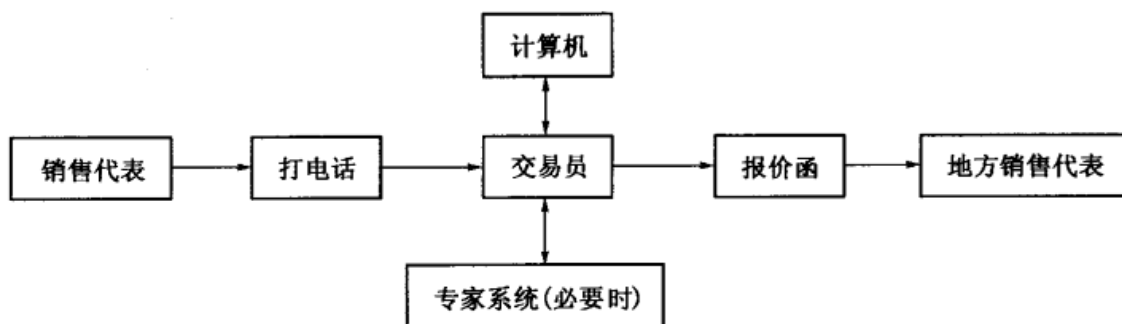 计算机
销售代表
打电话
交易员
报价函
地方销售代表
专家系统(必要时)